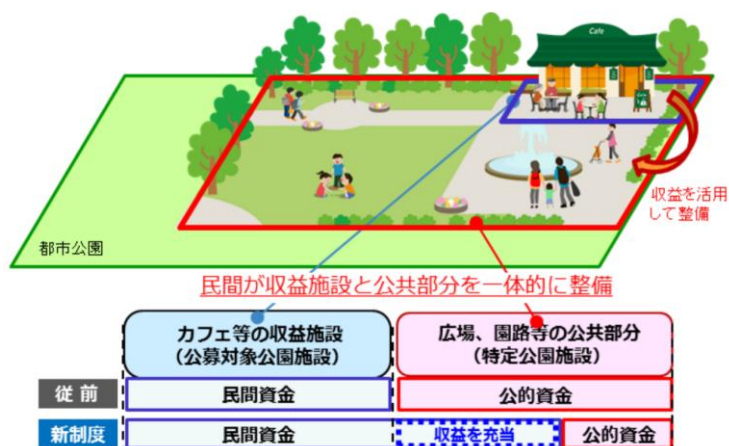 Cafe
収益を活用
して整備
都市公園
民間が収益施設と公共部分を一体的に整備
カフェ等の収益施設
(公募対象公園施設)
広場、園路等の公共部分
(特定公園施設)
従前
民間資金
公的資金
新制度
民間資金
収益を充当
公的資金